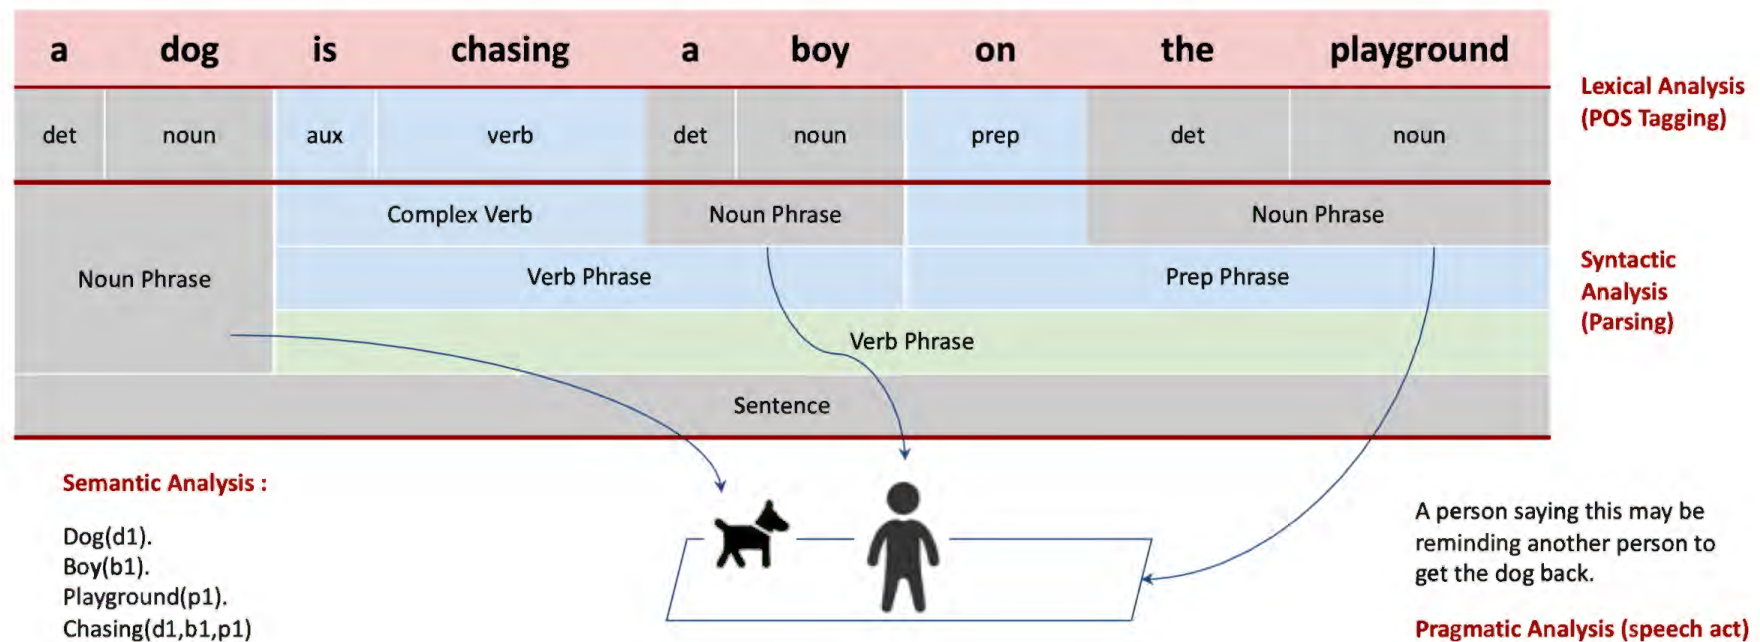 a dog is chasing a boy on the playground
Lexical Analysis
(POS Tagging)
det noun aux verb det noun prep det noun
Complex Verb Noun Phrase Noun Phrase
Noun Phrase Verb Phrase Prep Phrase
Syntactic
Analysis
(Parsing)
Verb Phrase
Sentence
Semantic Analysis :
Dog(d1).
Boy(b1).
Playground(p1).
Chasing(d1,b1,p1)
A person saying this may be
reminding another person to
get the dog back.
Pragmatic Analysis (speech act)